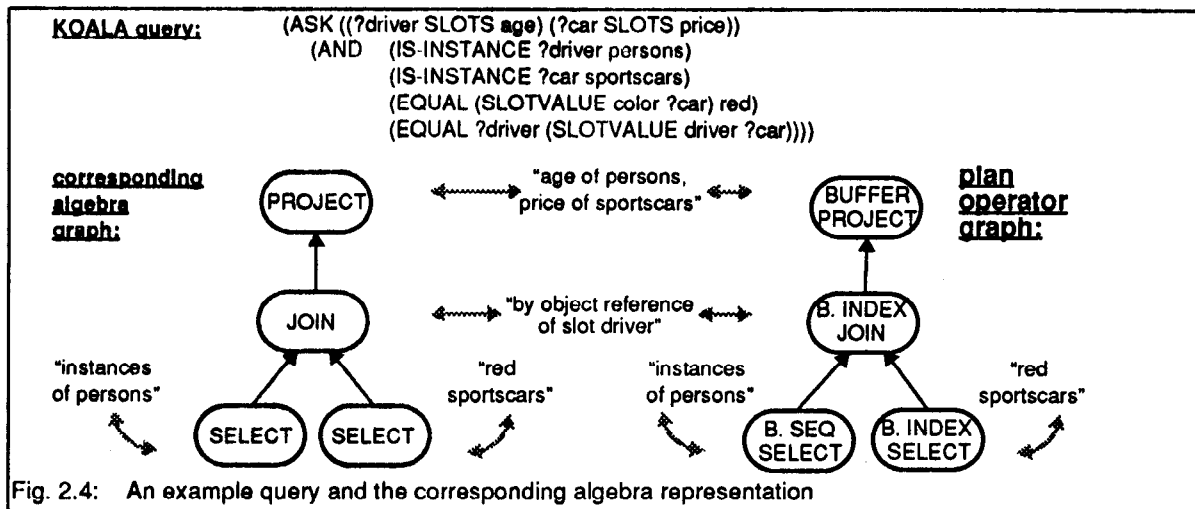 KOALA query: (ASK ((?driver SLOTS age) (?car SLOTS price))
(AND (IS-INSTANCE ?driver persons)
(IS-INSTANCE ?car sportscars)
(EQUAL (SLOTVALUE color ?car) red)
(EQUAL ?driver (SLOTVALUE driver ?car))))
corresponding
algebra
graph:
PROJECT
"age of persons,
price of sportscars"
BUFFER
PROJECT
plan
operator
graph:
JOIN
"by object reference
of slot driver"
B. INDEX
JOIN
"instances
of persons"
"red
sportscars"
"instances
of persons"
"red
sportscars"
SELECT
SELECT
B. SEQ
SELECT
B. INDEX
SELECT
Fig. 2.4: An example query and the corresponding algebra representation